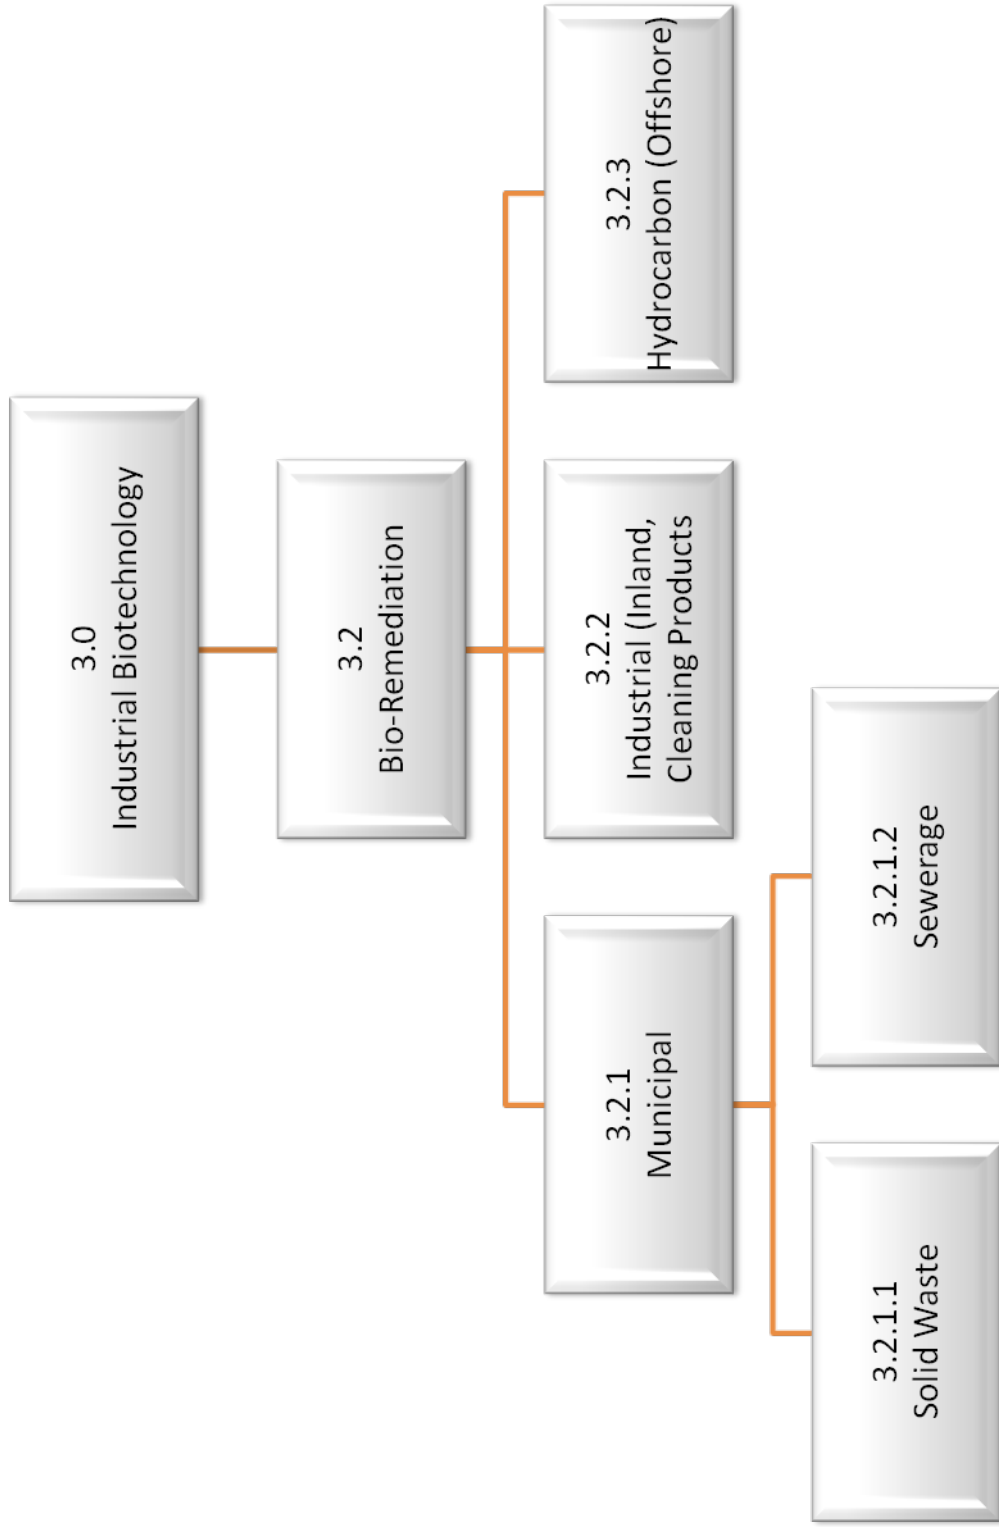 3.0
Industrial Biotechnology
3.2
Bio-Remediation
3.2.1
Municipal
3.2.2
Industrial (Inland,
Cleaning Products
3.2.3
Hydrocarbon (Offshore)
3.2.1.1
Solid Waste
3.2.1.2
Sewerage